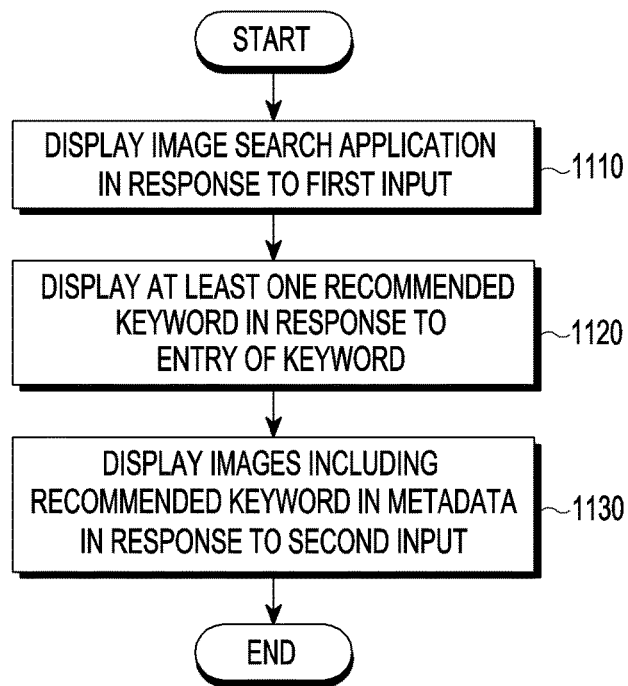 START
DISPLAY IMAGE SEARCH APPLICATION
IN RESPONSE TO FIRST INPUT
1110
DISPLAY AT LEAST ONE RECOMMENDED
KEYWORD IN RESPONSE TO
ENTRY OF KEYWORD
1120
DISPLAY IMAGES INCLUDING
RECOMMENDED KEYWORD IN METADATA
IN RESPONSE TO SECOND INPUT
1130
END